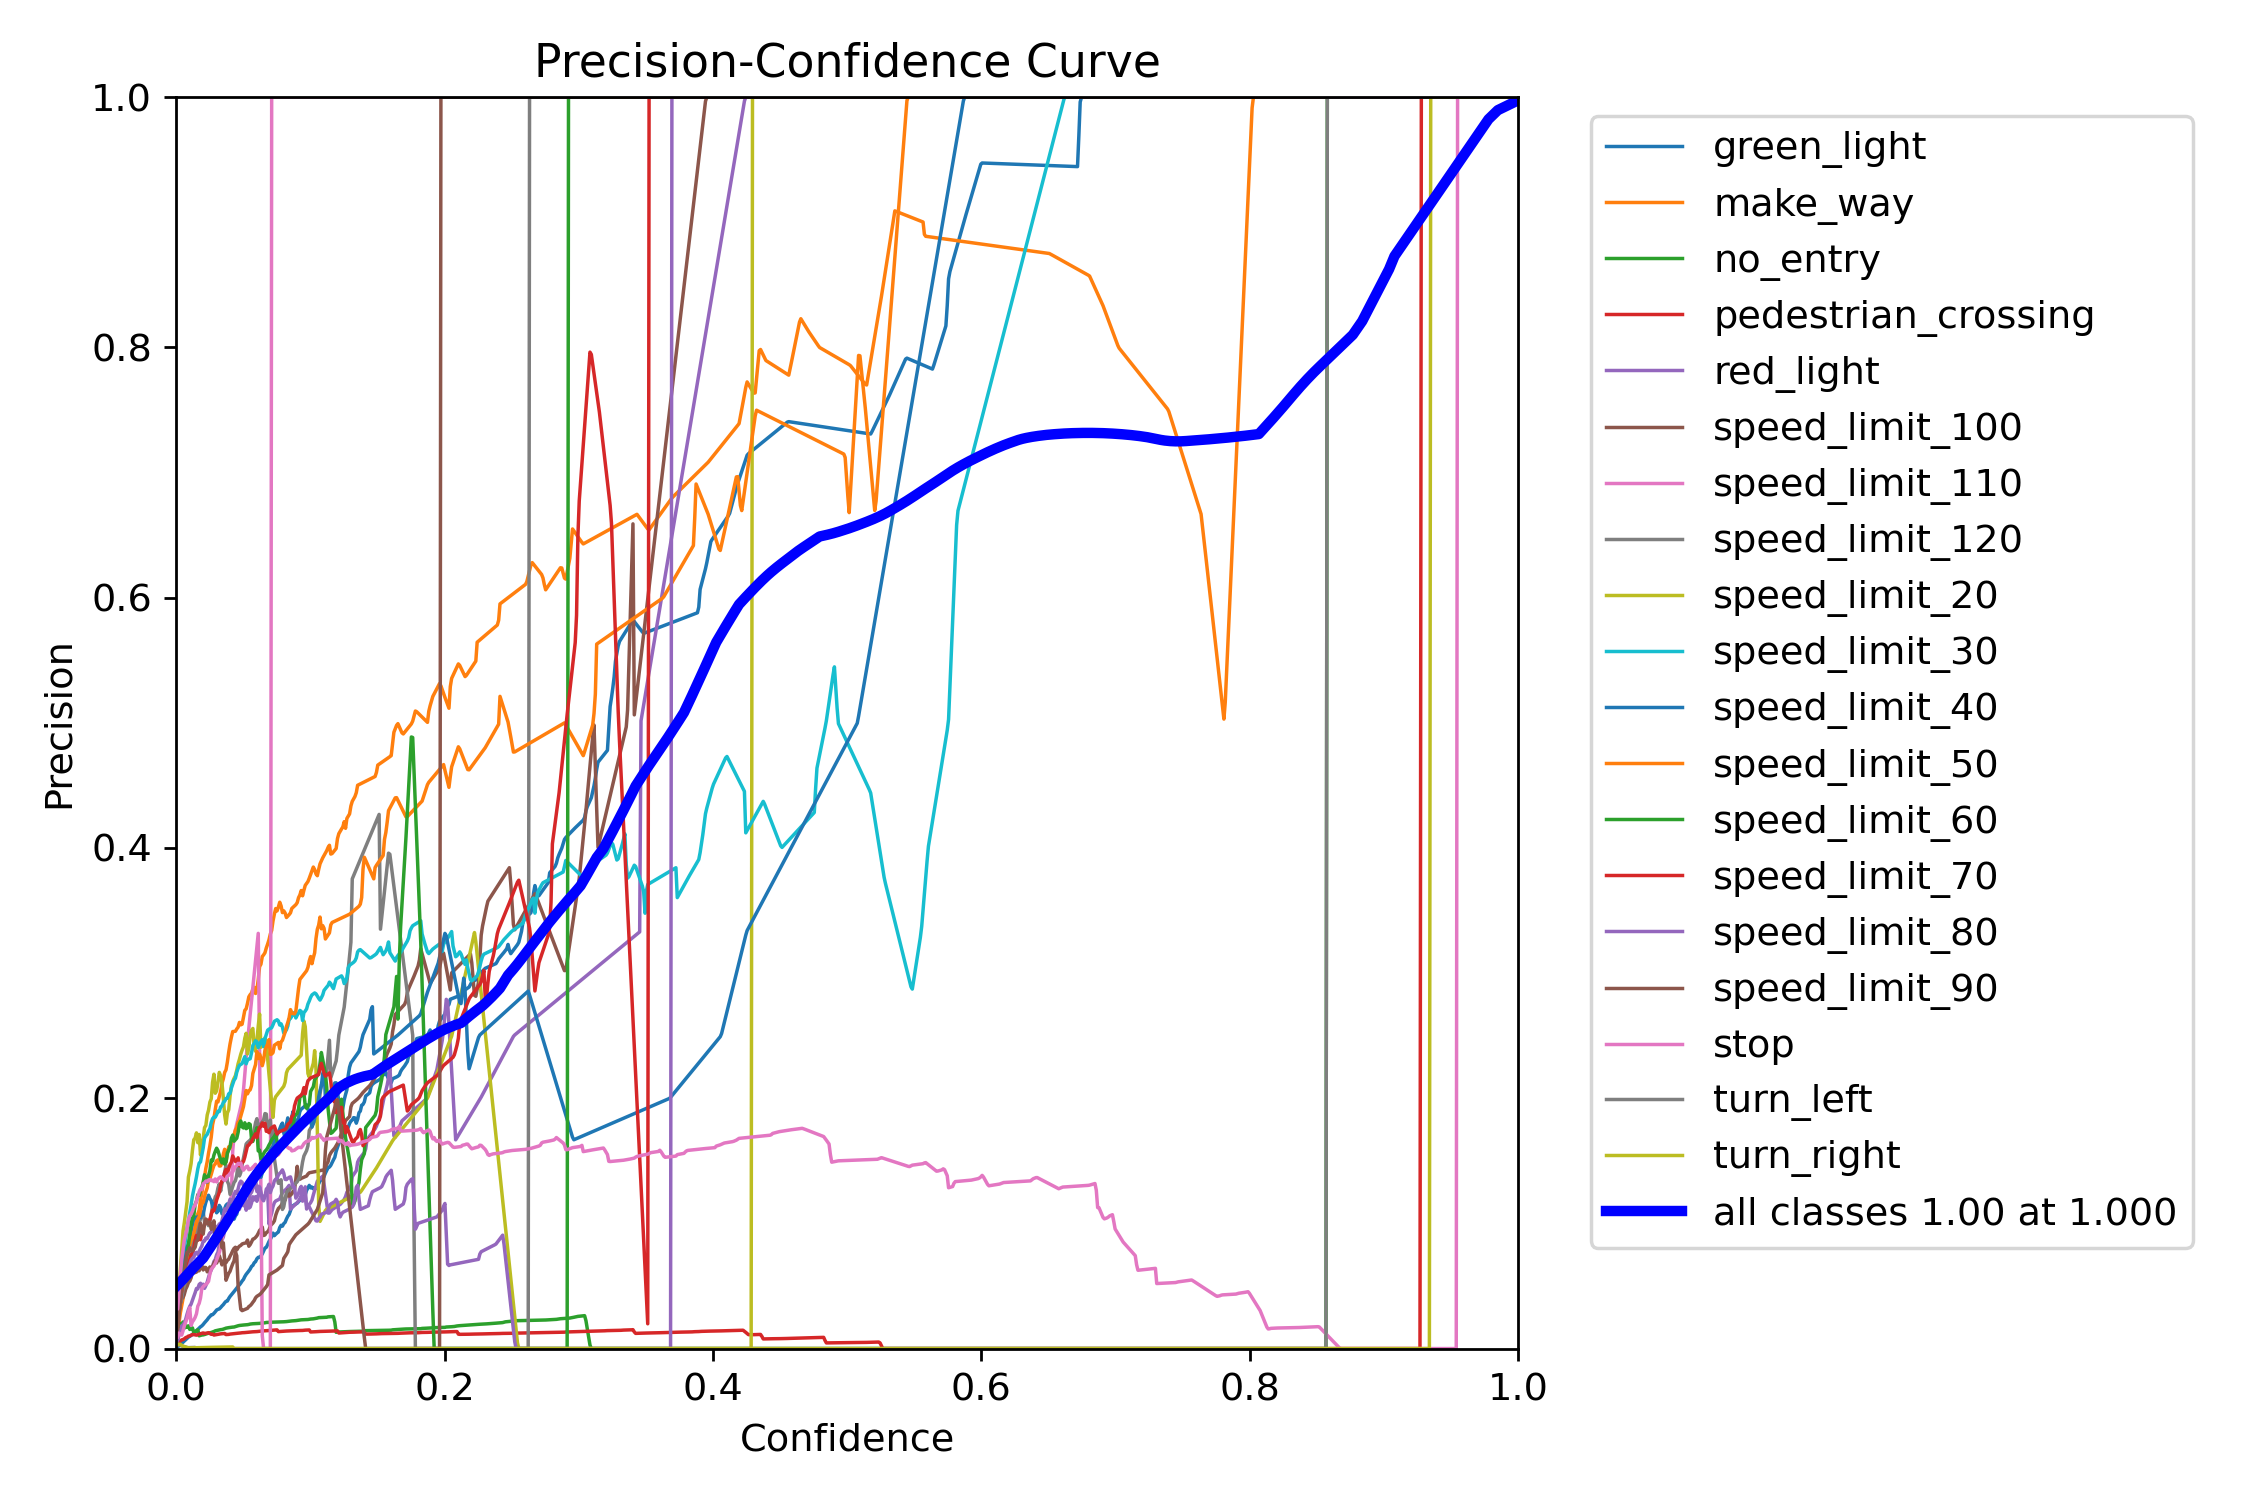 Precision-Confidence Curve
1.0
0.8
0.6
0.4
0.2
0.0
Precision
0.0 0.2 0.4 0.6 0.8 1.0
Confidence
green_light
make_way
no_entry
pedestrian_crossing
red_light
speed_limit_100
speed_limit_110
speed_limit_120
speed_limit_20
speed_limit_30
speed_limit_40
speed_limit_50
speed_limit_60
speed_limit_70
speed_limit_80
speed_limit_90
stop
turn_left
turn_right
all classes 1.00 at 1.000